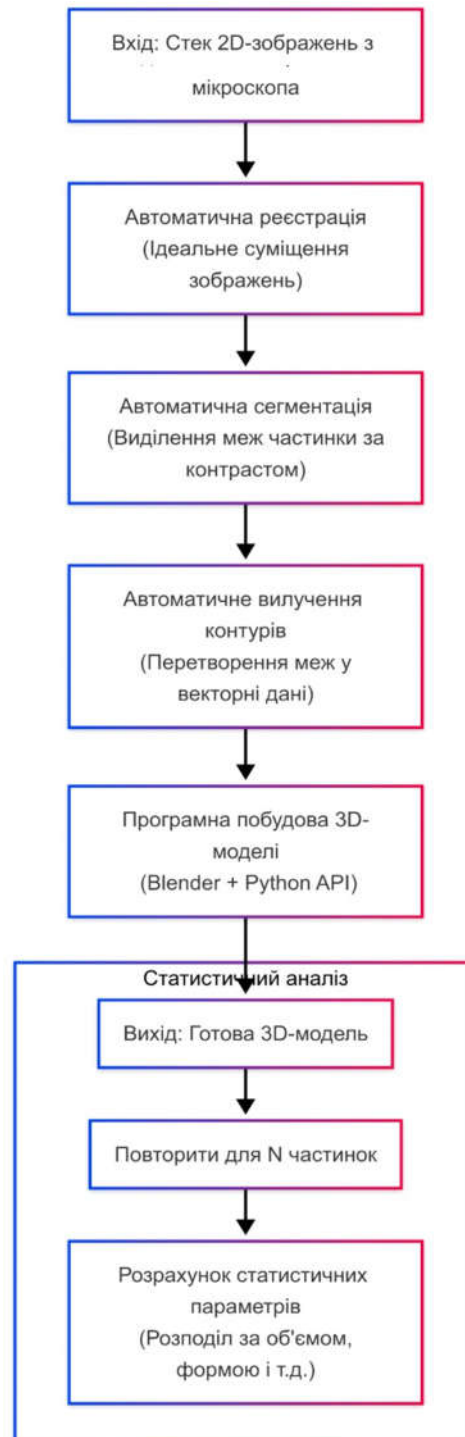 Вхід: Стек 2D-зображень з
мікроскопа
Автоматична реєстрація
(Ідеальне суміщення
зображень)
Автоматична сегментація
(Виділення меж частинки за
контрастом)
Автоматичне вилучення
контурів
(Перетворення меж у
векторні дані)
Програмна побудова 3D-
моделі
(Blender + Python API)
Статистичний аналіз
Вихід: Готова 3D-модель
Повторити для N частинок
Розрахунок статистичних
параметрів
(Розподіл за об'ємом,
формою і т.д.)